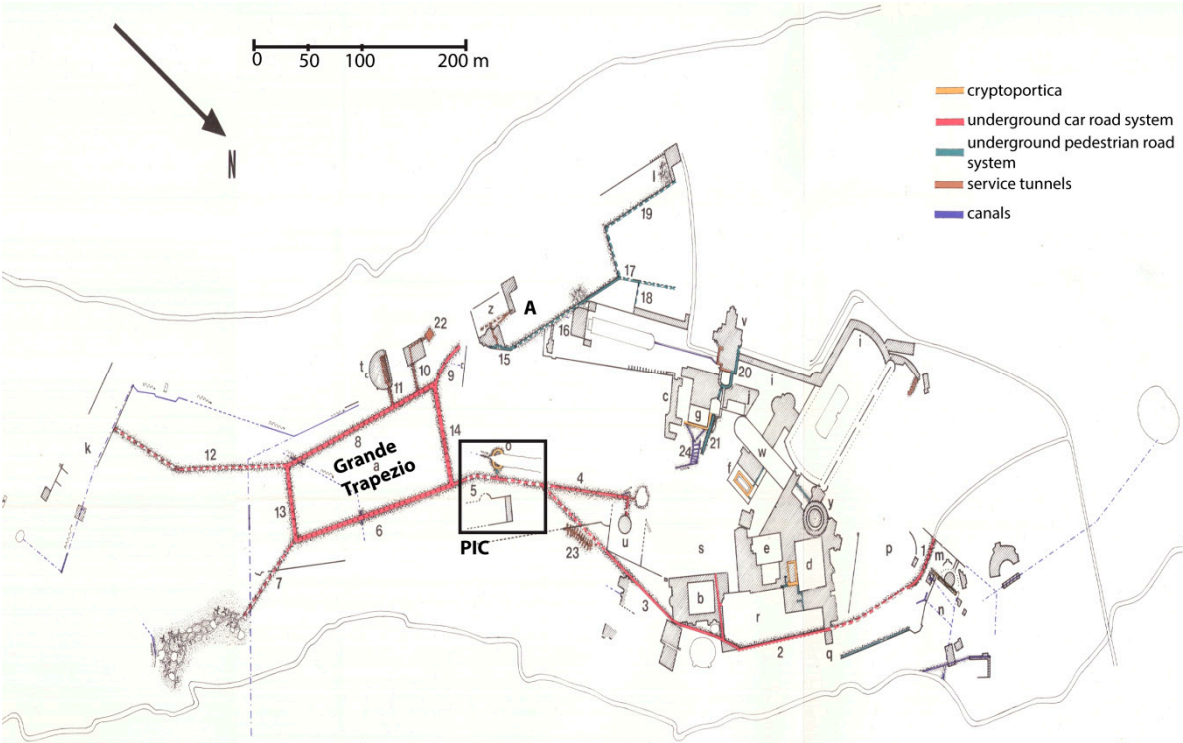 0 50 100 200 m
N
cryptoportica
underground car road system
underground pedestrian road
system
service tunnels
canals
l
19
17
18
z
A
16
15
22
v
t
c
10
11
9
20
i
i
c
g
k
8
14
Grande
a
Trapezio
12
o
24
21
w
f
5
4
y
13
6
PIC
u
23
s
e
d
p
1
m
7
3
b
r
n
2
q